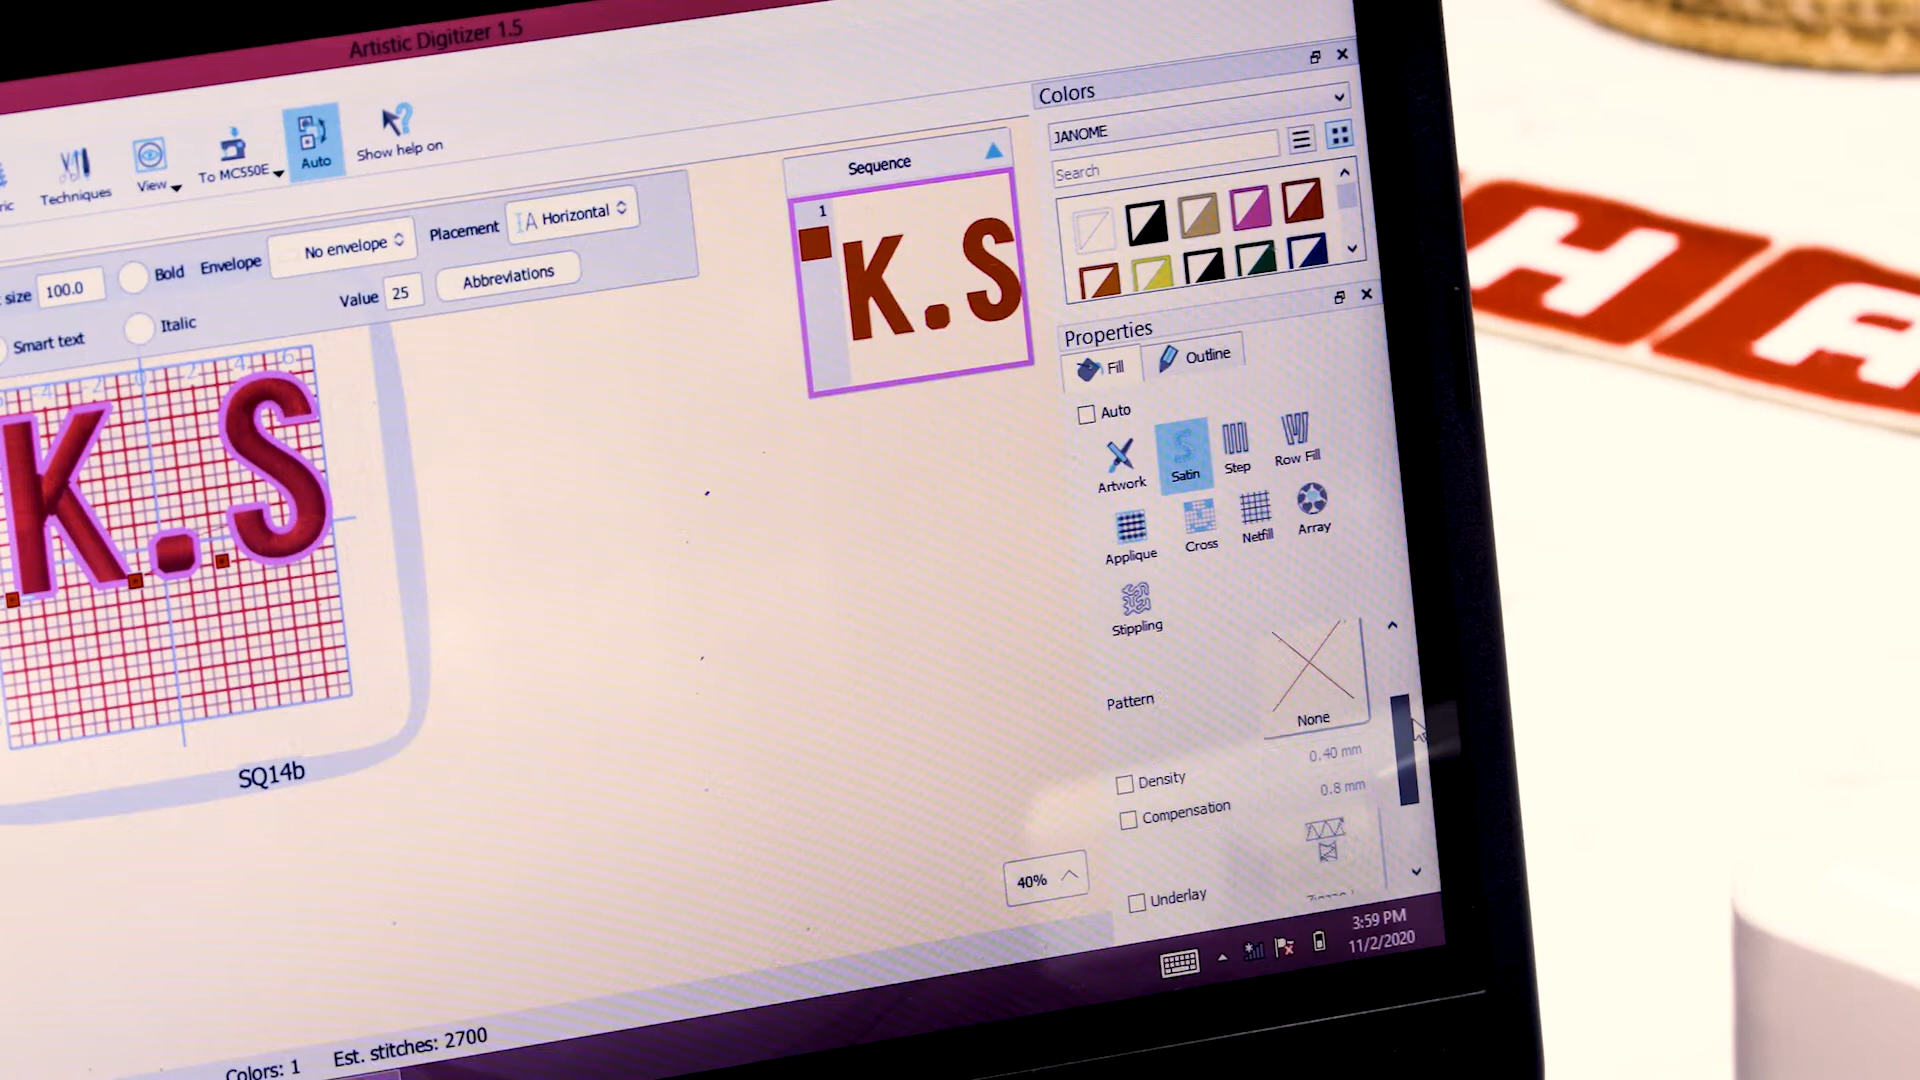 Artistic Digitizer 1.5
Techniques
View
To MC550E
Auto
Show help on
size 100.0
Bold
Envelope
No envelope
Placement
Horizontal
Smart text
Italic
Value 25
Abbreviations
K.S
SQ14b
Sequence
1
K.S
Colors
JANOME
Search
Properties
Fill
Outline
Auto
Artwork
Satin
Step
Row Fill
Applique
Cross
Netfill
Array
Stippling
Pattern
None
Density
0.40 mm
Compensation
0.8 mm
Underlay
40%
3:59 PM
11/2/2020
Colors: 1
Est. stitches: 2700
HA